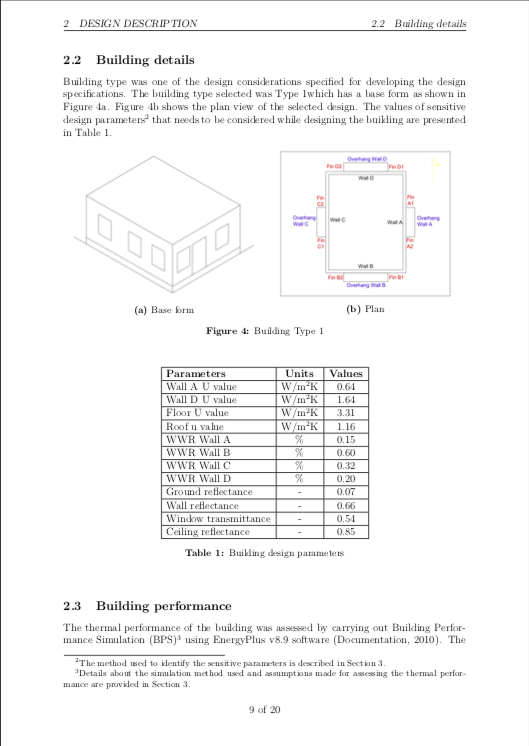 2 DESIGN DESCRIPTION 2.2 Building details
2.2 Building details
Building type was one of the design considerations specified for developing the design
specifications. The building type selected was Type 1which has a base form as shown in
Figure 4a. Figure 4b shows the plan view of the selected design. The values of sensitive
design parameters² that needs to be considered while designing the building are presented
in Table 1.
Overhang Wall D
Fin D2 Fin D1
Wall D
Fin C2
Fin A1
Overhang Wall C
Wall C
Wall A
Overhang Wall A
Fin C1
Fin A2
Wall B
Fin B2 Fin B1
Overhang Wall B
(a) Base form
(b) Plan
Figure 4: Building Type 1
Parameters Units Values
Wall A U value W/m²K 0.64
Wall D U value W/m²K 1.64
Floor U value W/m²K 3.31
Roof u value W/m²K 1.16
WWR Wall A % 0.15
WWR Wall B % 0.60
WWR Wall C % 0.32
WWR Wall D % 0.20
Ground reflectance - 0.07
Wall reflectance - 0.66
Window transmittance - 0.54
Ceiling reflectance - 0.85
Table 1: Building design parameters
2.3 Building performance
The thermal performance of the building was assessed by carrying out Building Perfor-
mance Simulation (BPS)³ using EnergyPlus v8.9 software (Documentation, 2010). The
²The method used to identify the sensitive parameters is described in Section 3.
³Details about the simulation method used and assumptions made for assessing the thermal perfor-
mance are provided in Section 3.
9 of 20